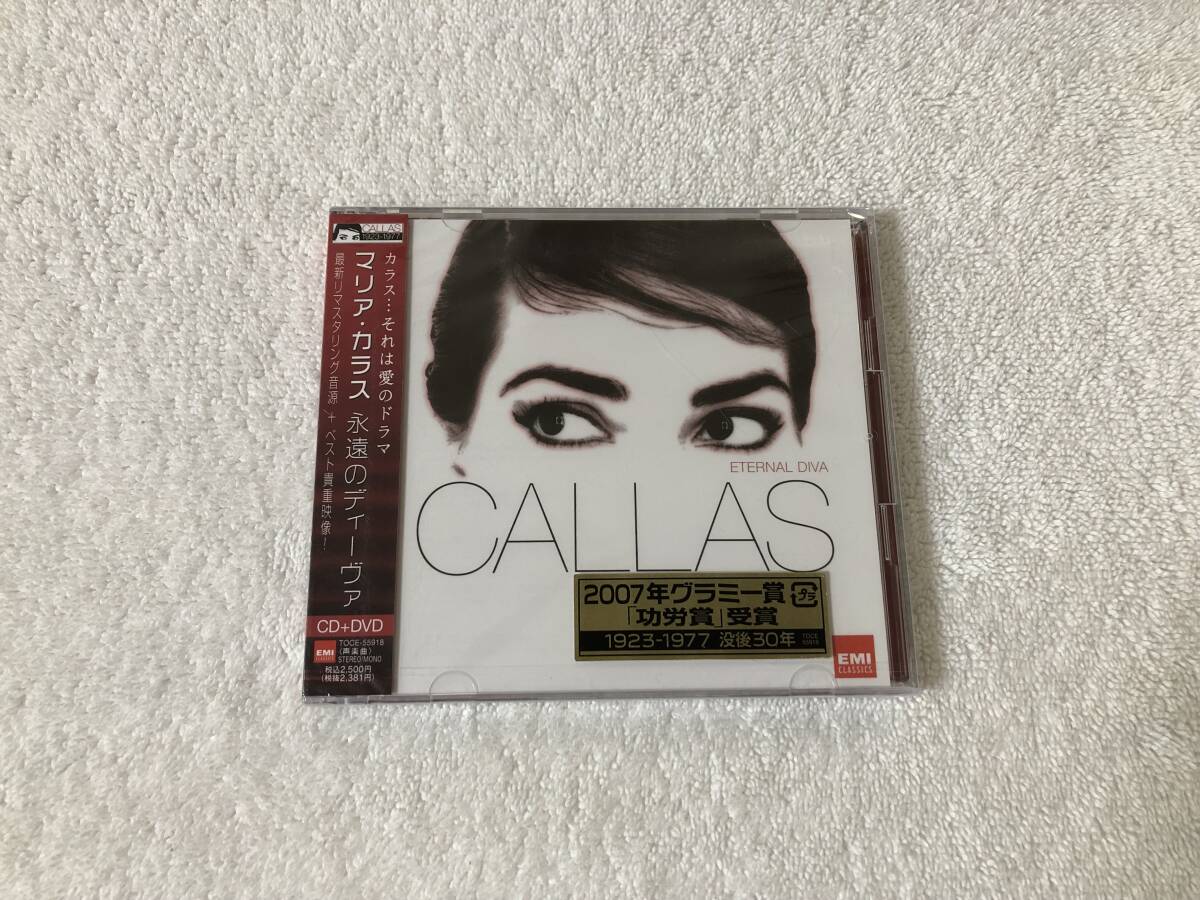 CALLAS
1923-1977
カラス…それは愛のドラマ
マリア・カラス 永遠のディーヴァ
最新リマスタリング音源/+ ベスト貴重映像!
CD+DVD
EMI
CLASSICS
TOCE-55918
(声楽曲)
STEREO/MONO
税込2,500円
(税抜2,381円)
ETERNAL DIVA
CALLAS
2007年グラミー賞 プラ
「功労賞」受賞
1923-1977 没後30年 TOCE
55918
EMI
CLASSICS